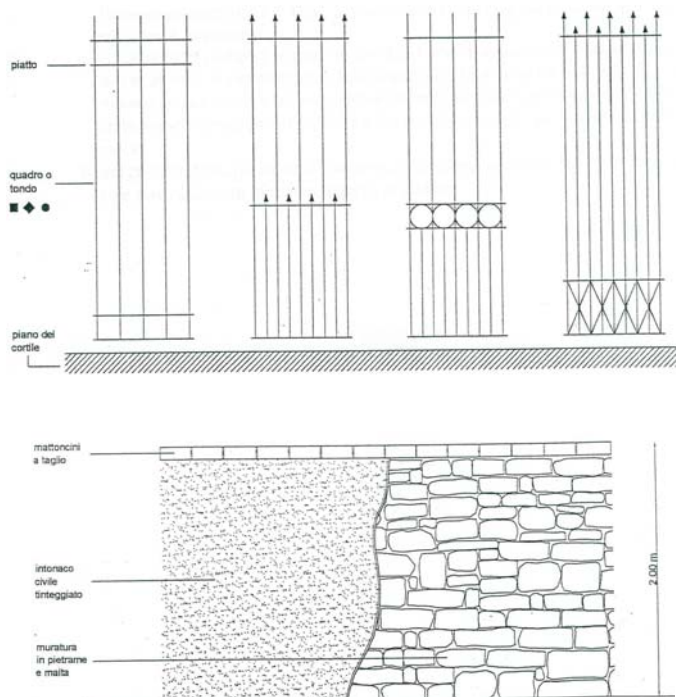 piatto
quadro o
tondo
piano del
cortile
mattoncini
a taglio
intonaco
civile
tinteggiato
muratura
in pietrame
e malta
2.00 m